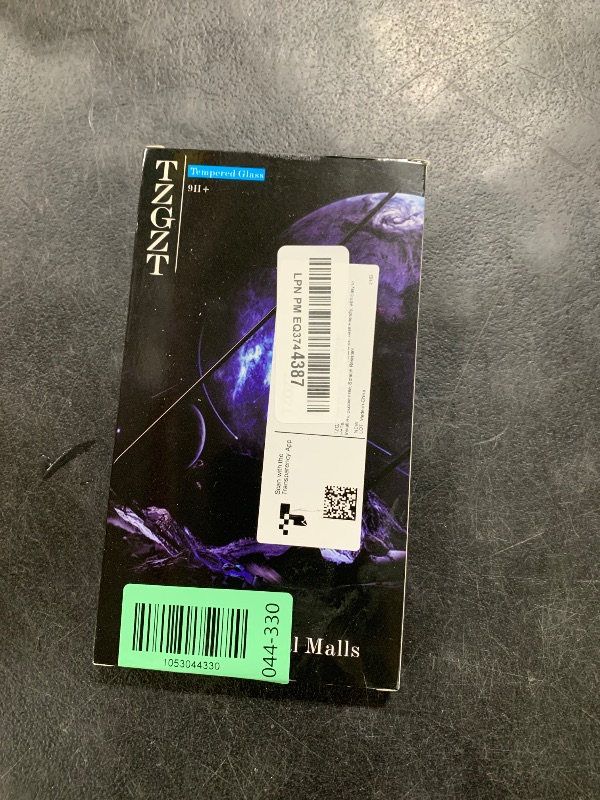 TZGZT
Tempered Glass
9H+
LPN PM EQ3744387
Scan with the
Transparency App
1053044330
044-330
l Malls